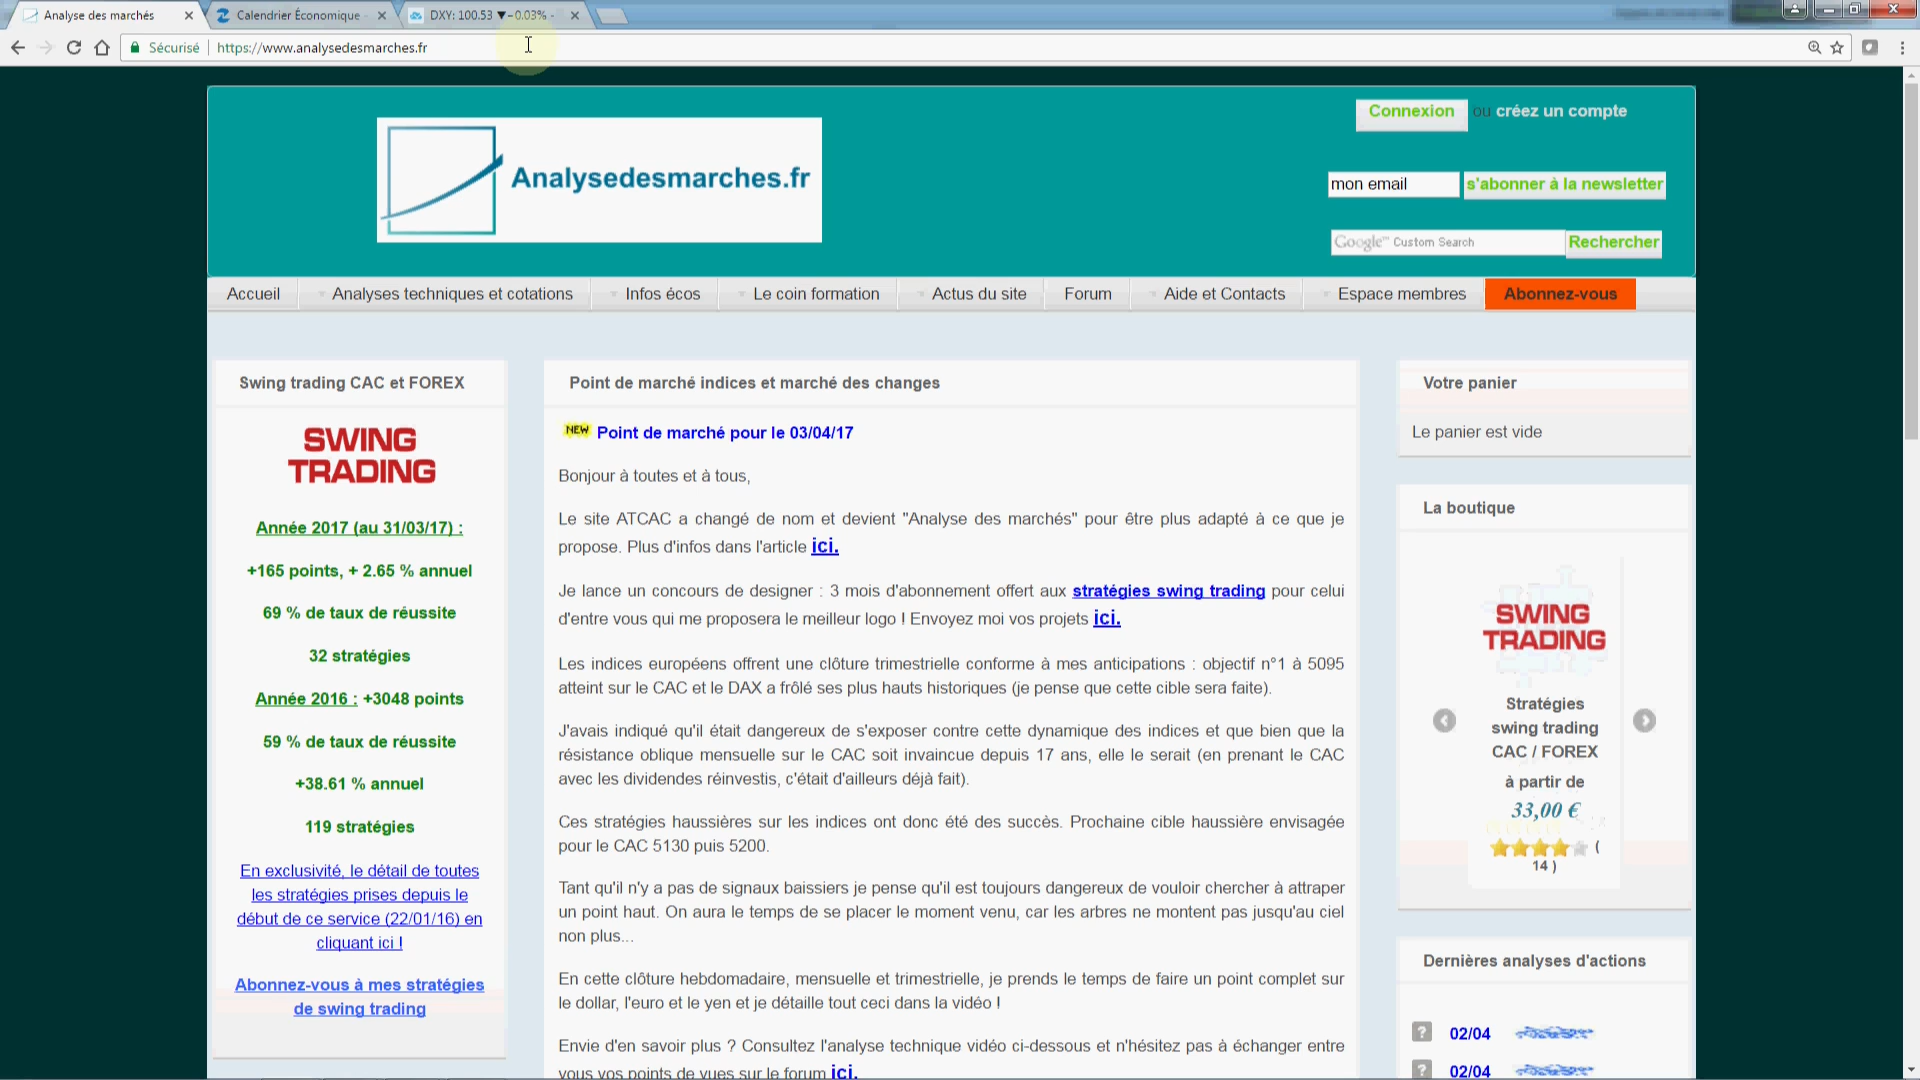 Analyse des marchés
Calendrier Économique
DXY: 100.53 ▼−0.03% -
Sécurisé
https://www.analysedesmarches.fr
Connexion ou créez un compte
Analysedesmarches.fr
mon email s'abonner à la newsletter
Google™ Custom Search Rechercher
Accueil Analyses techniques et cotations Infos écos Le coin formation Actus du site Forum Aide et Contacts Espace membres Abonnez-vous
Swing trading CAC et FOREX
SWING
TRADING
Année 2017 (au 31/03/17) :
+165 points, + 2.65 % annuel
69 % de taux de réussite
32 stratégies
Année 2016 : +3048 points
59 % de taux de réussite
+38.61 % annuel
119 stratégies
En exclusivité, le détail de toutes
les stratégies prises depuis le
début de ce service (22/01/16) en
cliquant ici !
Abonnez-vous à mes stratégies
de swing trading
Point de marché indices et marché des changes
NEW Point de marché pour le 03/04/17
Bonjour à toutes et à tous,
Le site ATCAC a changé de nom et devient "Analyse des marchés" pour être plus adapté à ce que je
propose. Plus d'infos dans l'article ici.
Je lance un concours de designer : 3 mois d'abonnement offert aux stratégies swing trading pour celui
d'entre vous qui me proposera le meilleur logo ! Envoyez moi vos projets ici.
Les indices européens offrent une clôture trimestrielle conforme à mes anticipations : objectif n°1 à 5095
atteint sur le CAC et le DAX a frôlé ses plus hauts historiques (je pense que cette cible sera faite).
J'avais indiqué qu'il était dangereux de s'exposer contre cette dynamique des indices et que bien que la
résistance oblique mensuelle sur le CAC soit invaincue depuis 17 ans, elle le serait (en prenant le CAC
avec les dividendes réinvestis, c'était d'ailleurs déjà fait).
Ces stratégies haussières sur les indices ont donc été des succès. Prochaine cible haussière envisagée
pour le CAC 5130 puis 5200.
Tant qu'il n'y a pas de signaux baissiers je pense qu'il est toujours dangereux de vouloir chercher à attraper
un point haut. On aura le temps de se placer le moment venu, car les arbres ne montent pas jusqu'au ciel
non plus...
En cette clôture hebdomadaire, mensuelle et trimestrielle, je prends le temps de faire un point complet sur
le dollar, l'euro et le yen et je détaille tout ceci dans la vidéo !
Envie d'en savoir plus ? Consultez l'analyse technique vidéo ci-dessous et n'hésitez pas à échanger entre
vous vos points de vues sur le forum ici.
Votre panier
Le panier est vide
La boutique
SWING
TRADING
Stratégies
swing trading
CAC / FOREX
à partir de
33,00 €
(
14 )
Dernières analyses d'actions
02/04
02/04